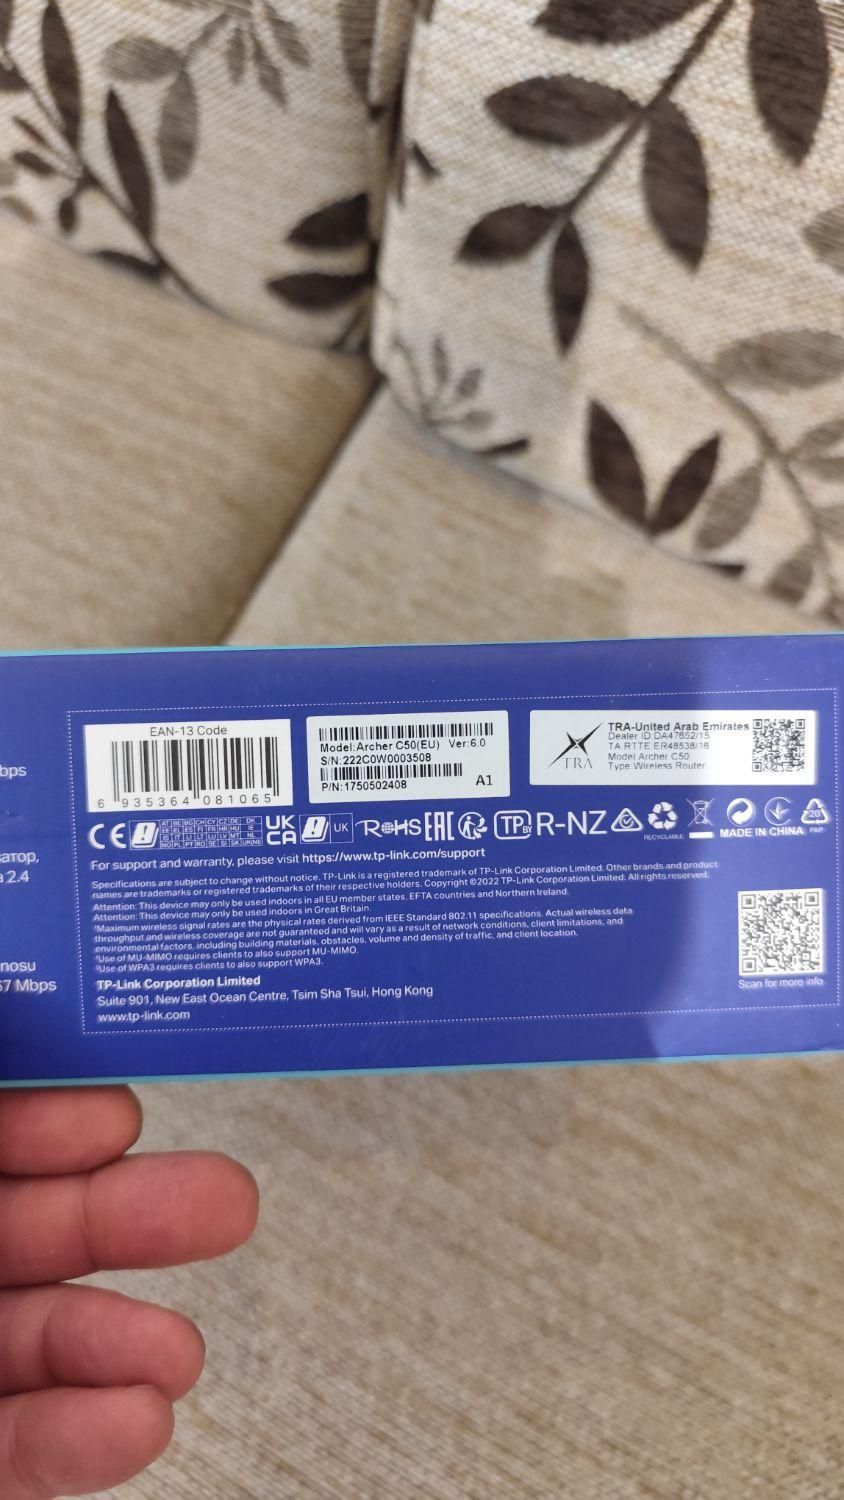 bps
атор,
а 2.4
nosu
67 Mbps
EAN-13 Code
6 935364 081065
Model:Archer C50(EU) Ver:6.0
S/N:222C0W0003508
P/N:1750502408
A1
TRA
TRA-United Arab Emirates
Dealer ID:DA47652/15
TA RTTE ER48538/16
Model:Archer C50
Type:Wireless Router
CE
UK
CA
UK
RoHS
EAC
TP
BY
R-NZ
RECYCLABLE
MADE IN CHINA
20
PAP
For support and warranty, please visit https://www.tp-link.com/support
Specifications are subject to change without notice. TP-Link is a registered trademark of TP-Link Corporation Limited. Other brands and product
names are trademarks or registered trademarks of their respective holders. Copyright ©2022 TP-Link Corporation Limited. All rights reserved.
Attention: This device may only be used indoors in all EU member states, EFTA countries and Northern Ireland.
Attention: This device may only be used indoors in Great Britain.
¹Maximum wireless signal rates are the physical rates derived from IEEE Standard 802.11 specifications. Actual wireless data
throughput and wireless coverage are not guaranteed and will vary as a result of network conditions, client limitations, and
environmental factors, including building materials, obstacles, volume and density of traffic, and client location.
Use of MU-MIMO requires clients to also support MU-MIMO.
Use of WPA3 requires clients to also support WPA3.
TP-Link Corporation Limited
Suite 901, New East Ocean Centre, Tsim Sha Tsui, Hong Kong
www.tp-link.com
Scan for more info